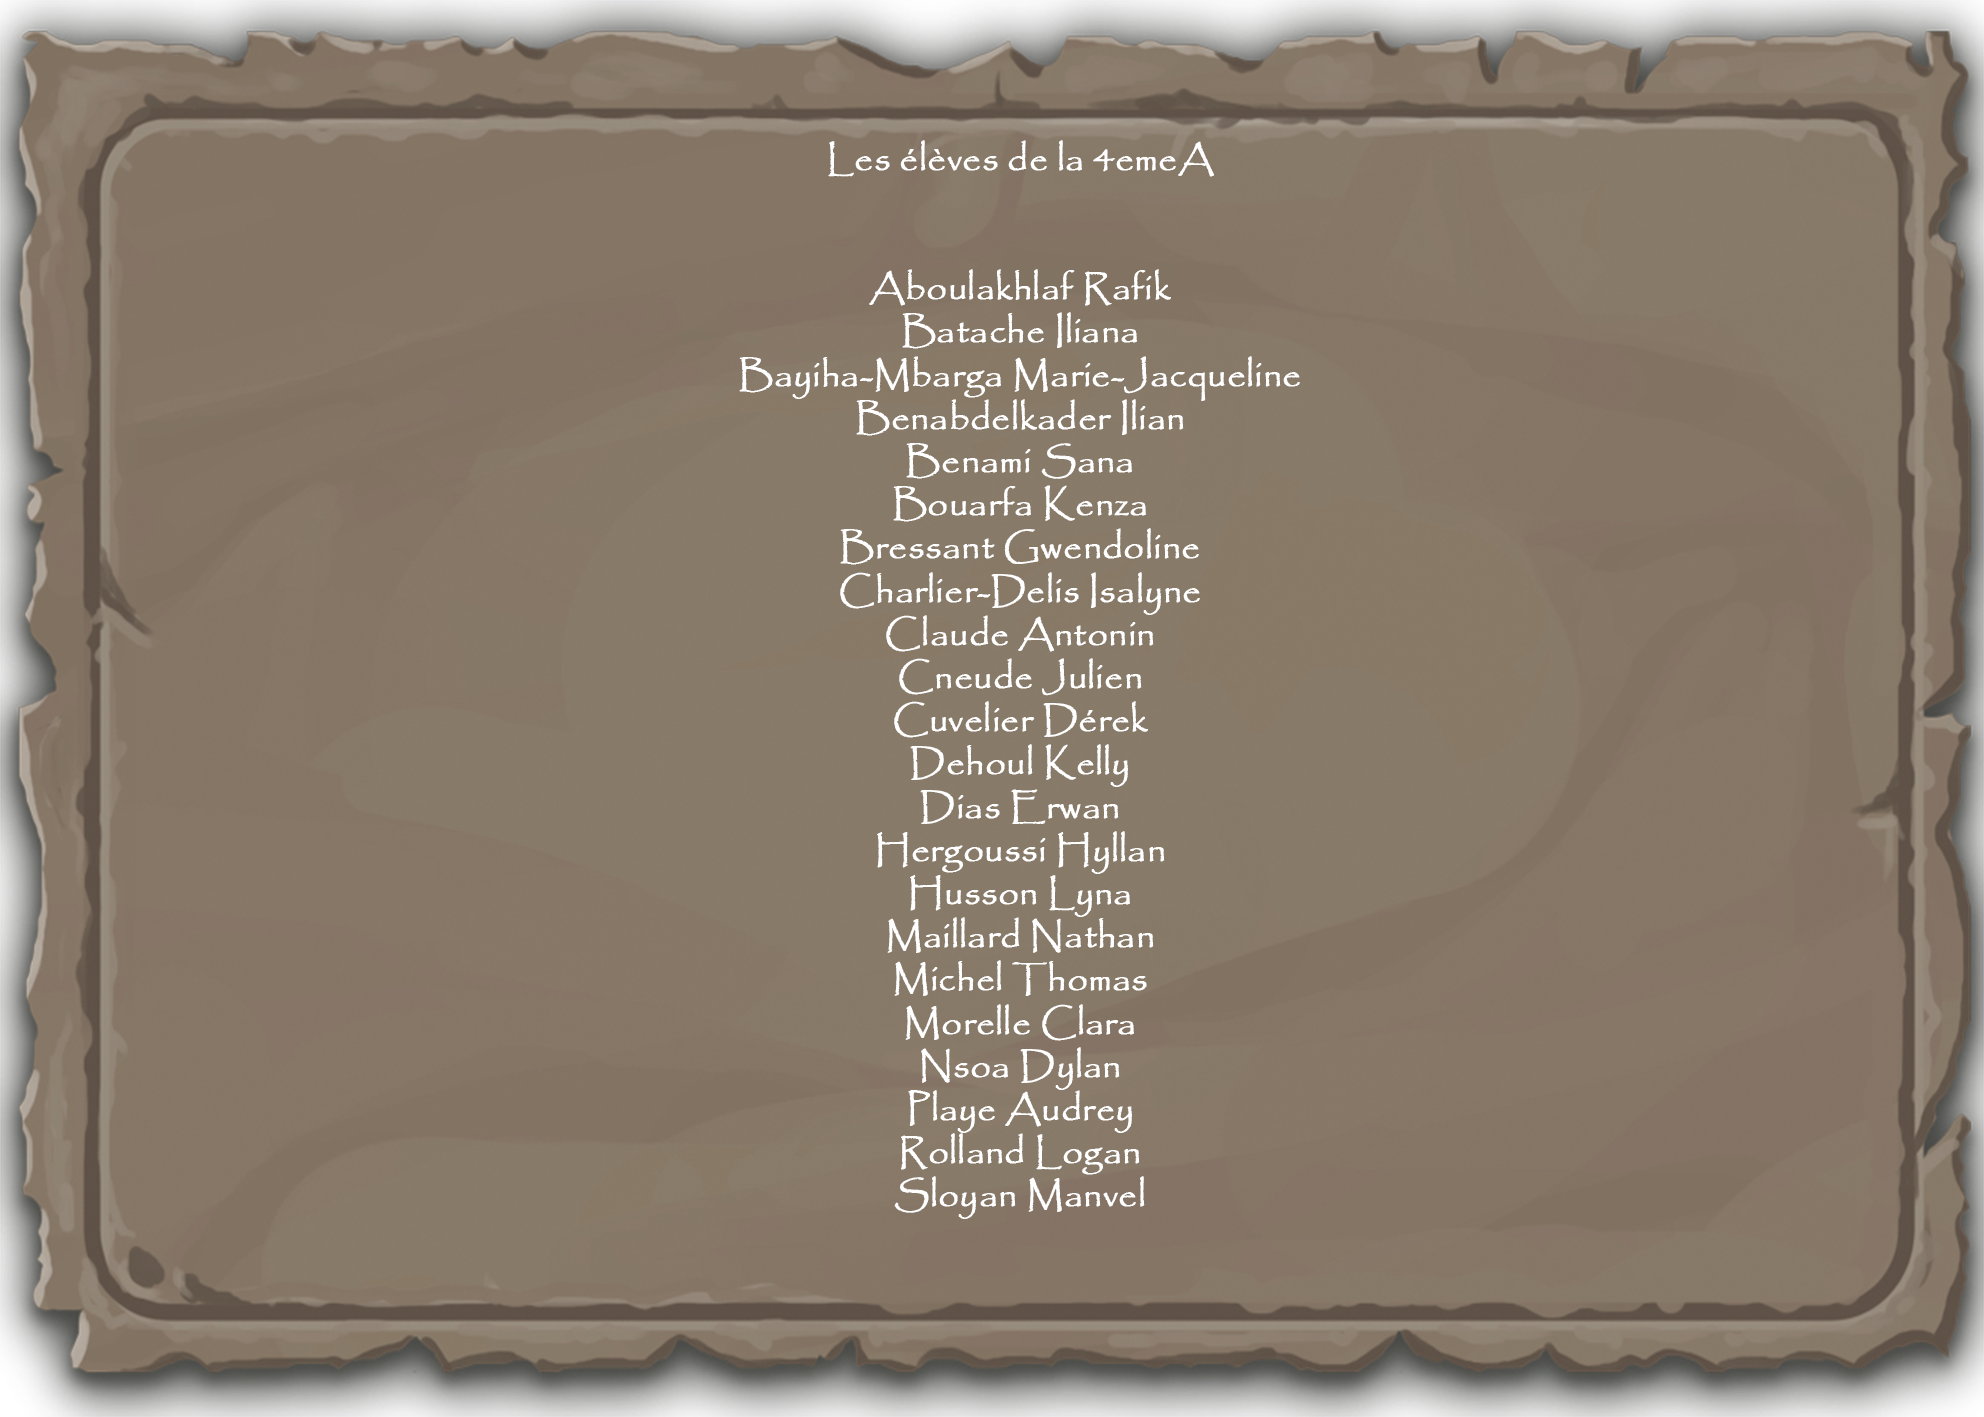 Les élèves de la 4emeA
Aboulakhlaf Rafik
Batache Iliana
Bayiha-Mbarga Marie-Jacqueline
Benabdelkader Ilian
Benami Sana
Bouarfa Kenza
Bressant Gwendoline
Charlier-Delis Isalyne
Claude Antonin
Cneude Julien
Cuvelier Dérek
Dehoul Kelly
Dias Erwan
Hergoussi Hyllan
Husson Lyna
Maillard Nathan
Michel Thomas
Morelle Clara
Nsoa Dylan
Playe Audrey
Rolland Logan
Sloyan Manvel